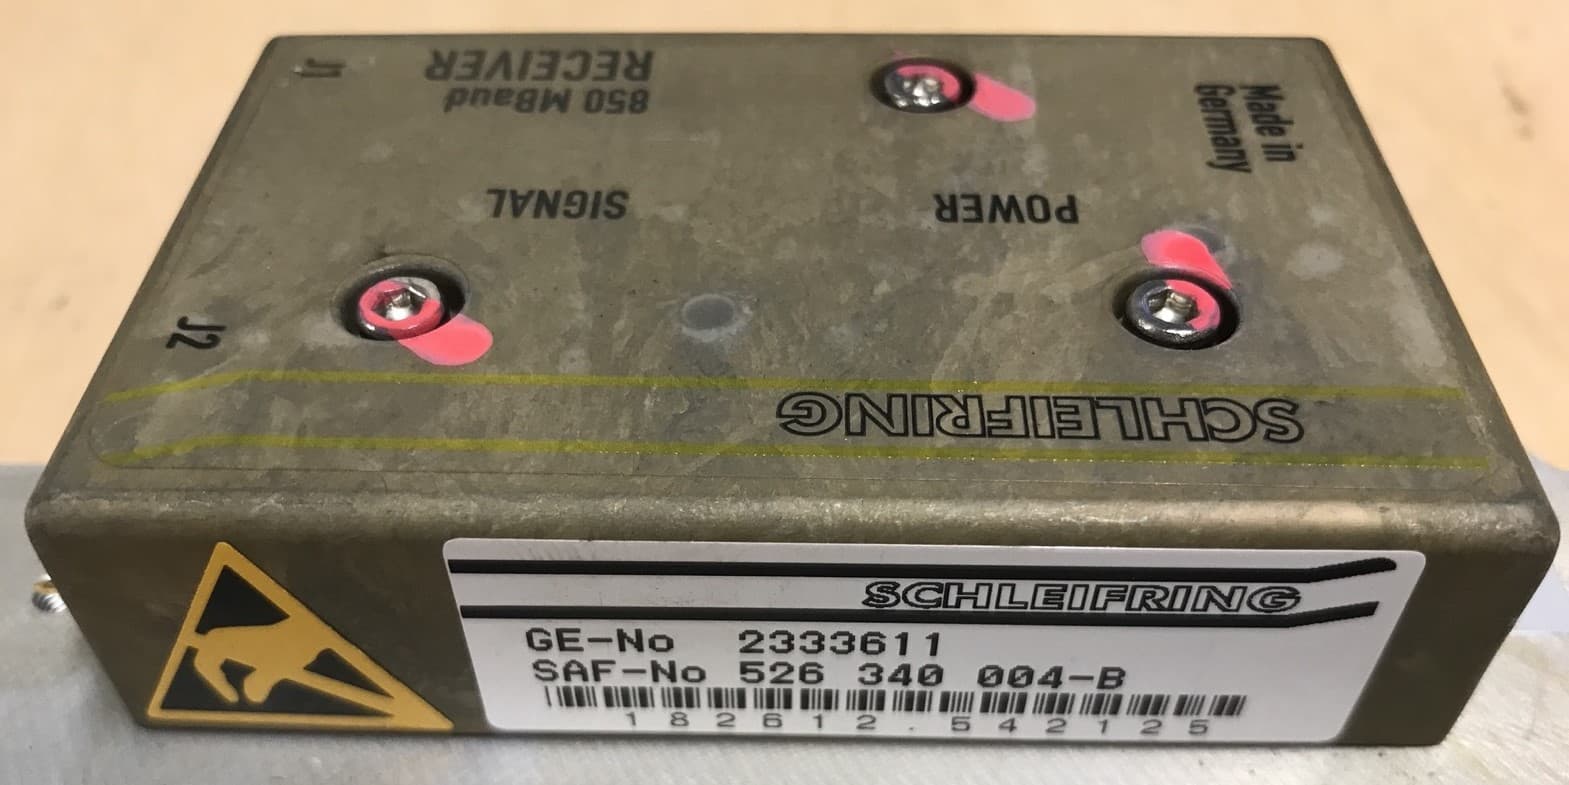 J1
850 MBaud
RECEIVER
Made in
Germany
SIGNAL
POWER
J2
SCHLEIFRING
SCHLEIFRING
GE-No 2333611
SAF-No 526 340 004-B
182612.542125